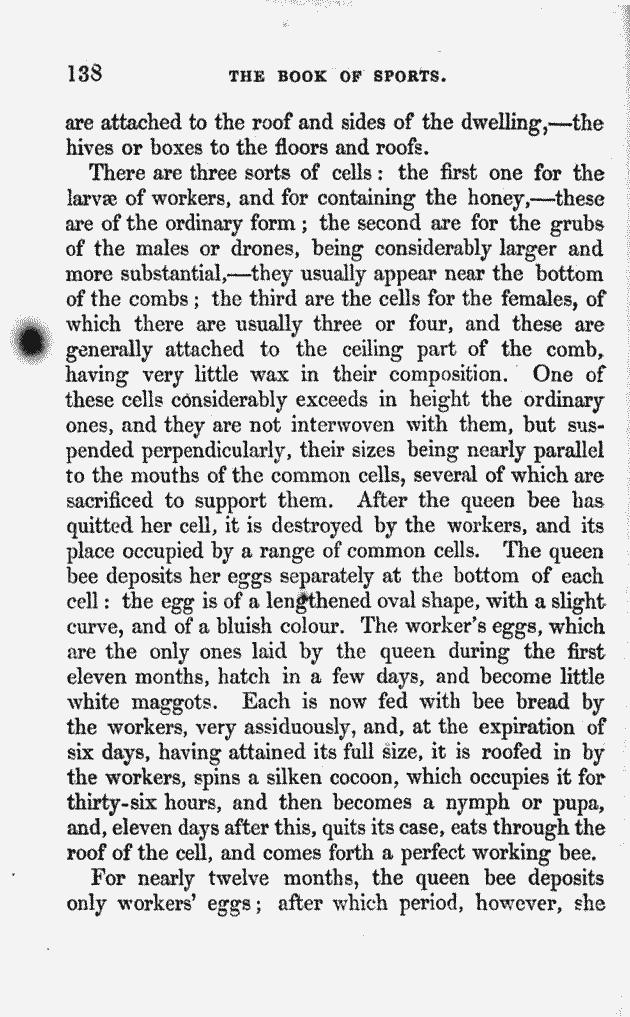 138 THE BOOK OF SPORTS.
are attached to the roof and sides of the dwelling,—the
hives or boxes to the floors and roofs.
There are three sorts of cells : the first one for the
larvæ of workers, and for containing the honey,—these
are of the ordinary form ; the second are for the grubs
of the males or drones, being considerably larger and
more substantial,—they usually appear near the bottom
of the combs ; the third are the cells for the females, of
which there are usually three or four, and these are
generally attached to the ceiling part of the comb,
having very little wax in their composition. One of
these cells considerably exceeds in height the ordinary
ones, and they are not interwoven with them, but sus-
pended perpendicularly, their sizes being nearly parallel
to the mouths of the common cells, several of which are
sacrificed to support them. After the queen bee has
quitted her cell, it is destroyed by the workers, and its
place occupied by a range of common cells. The queen
bee deposits her eggs separately at the bottom of each
cell : the egg is of a lengthened oval shape, with a slight
curve, and of a bluish colour. The worker's eggs, which
are the only ones laid by the queen during the first
eleven months, hatch in a few days, and become little
white maggots. Each is now fed with bee bread by
the workers, very assiduously, and, at the expiration of
six days, having attained its full size, it is roofed in by
the workers, spins a silken cocoon, which occupies it for
thirty-six hours, and then becomes a nymph or pupa,
and, eleven days after this, quits its case, eats through the
roof of the cell, and comes forth a perfect working bee.
For nearly twelve months, the queen bee deposits
only workers' eggs ; after which period, however, she